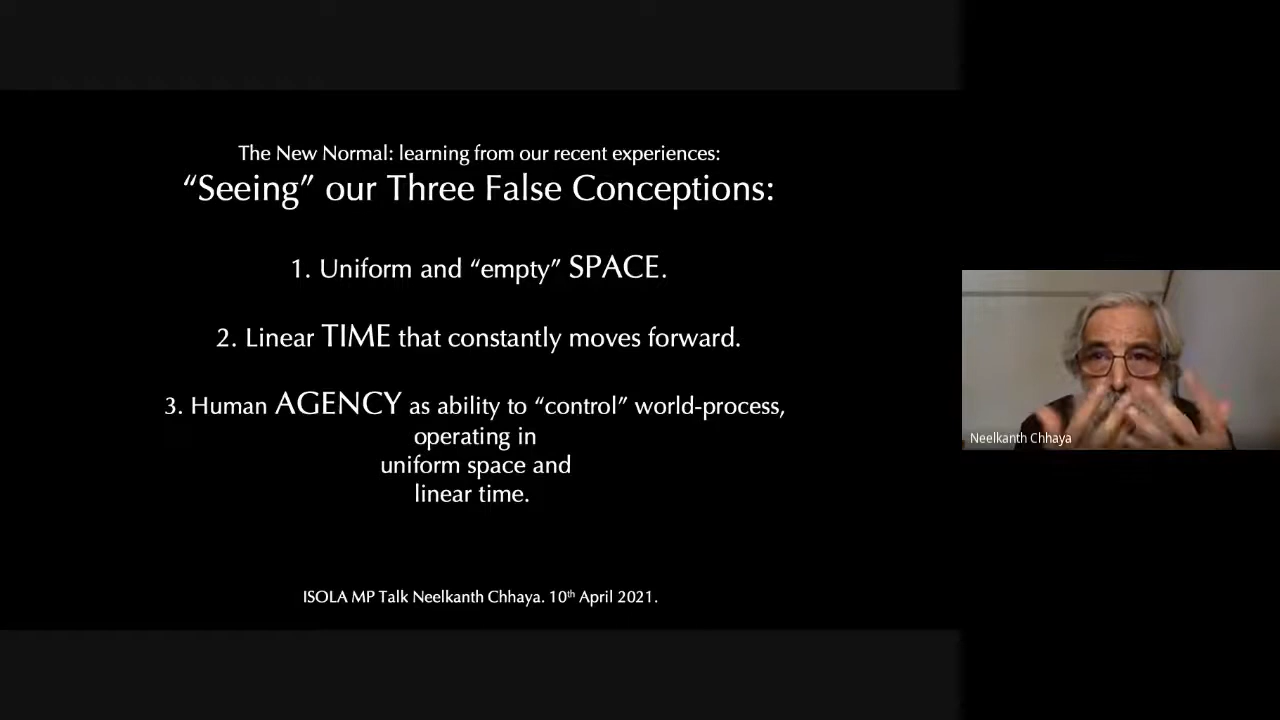 The New Normal: learning from our recent experiences:
“Seeing” our Three False Conceptions:
1. Uniform and “empty” SPACE.
2. Linear TIME that constantly moves forward.
3. Human AGENCY as ability to “control” world-process,
operating in
uniform space and
linear time.
ISOLA MP Talk Neelkanth Chhaya. 10th April 2021.
Neelkanth Chhaya